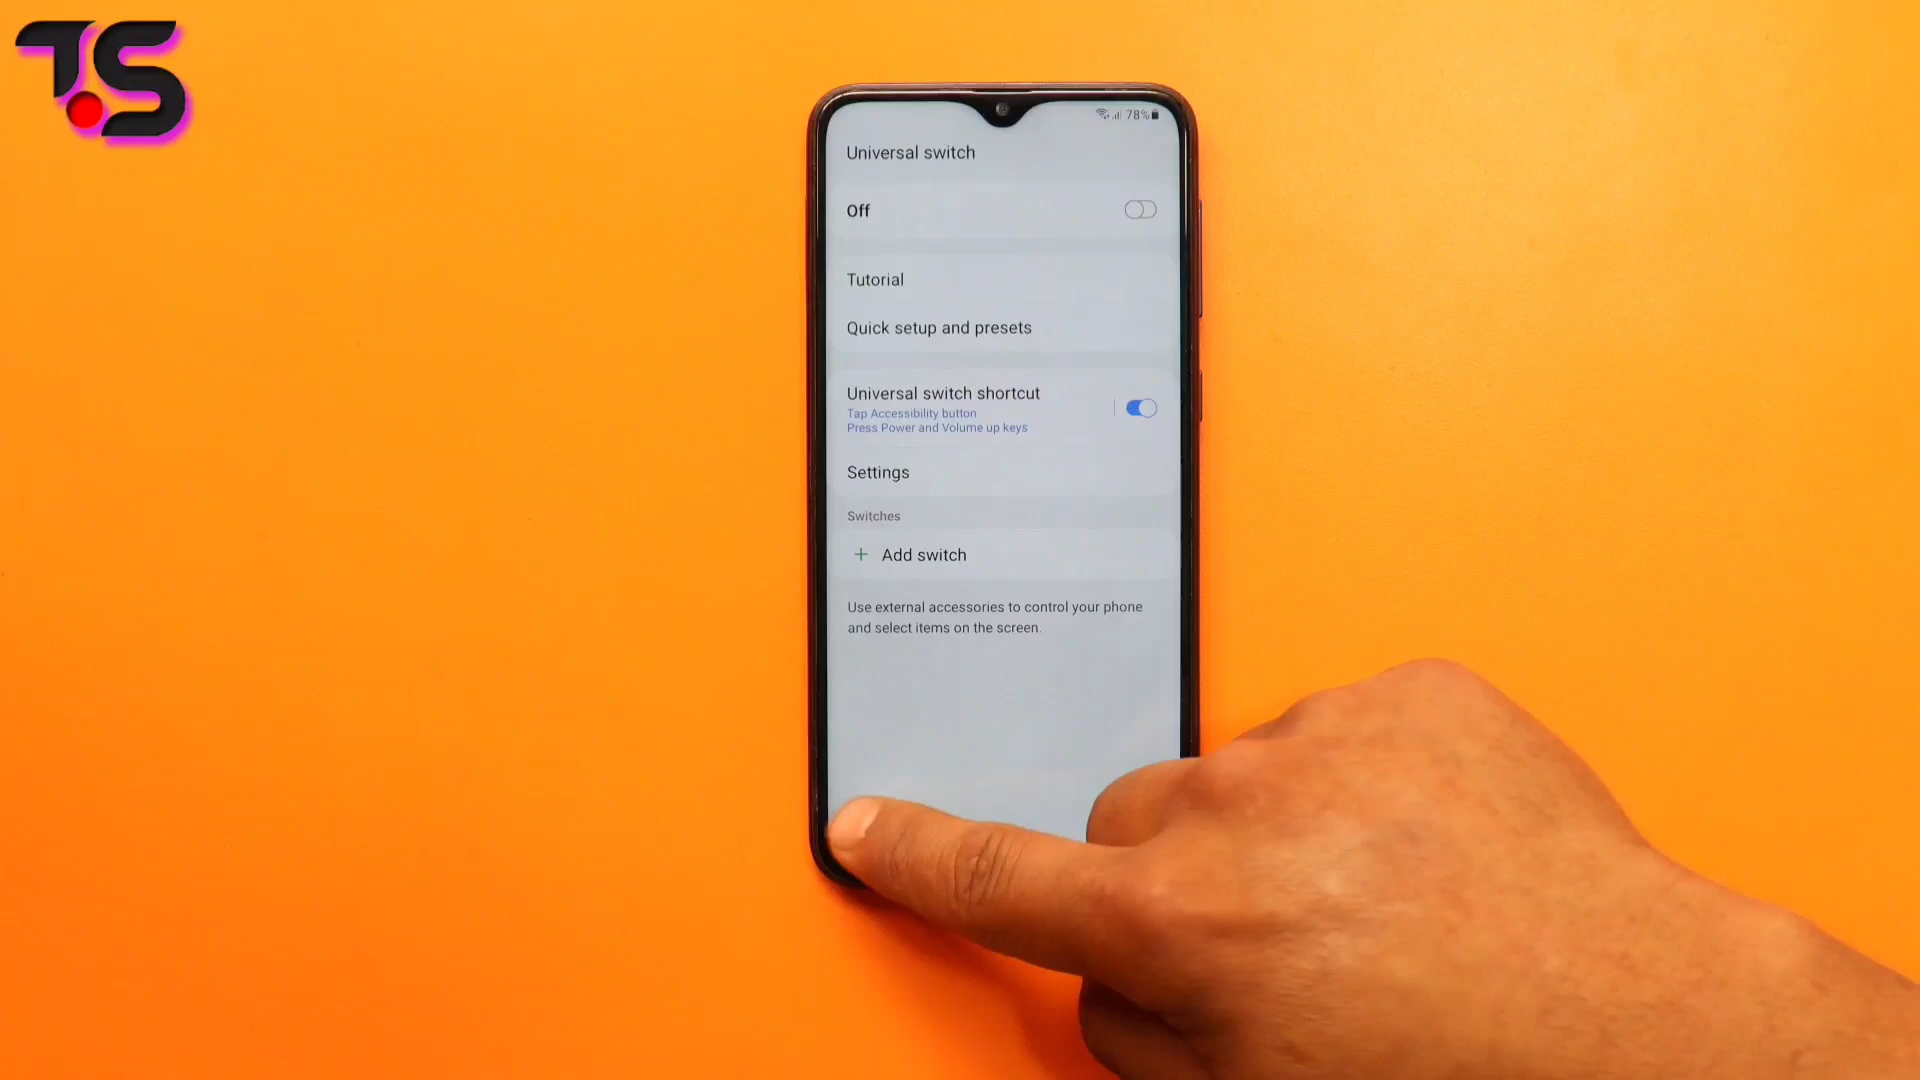 TS
78%
Universal switch
Off
Tutorial
Quick setup and presets
Universal switch shortcut
Tap Accessibility button
Press Power and Volume up keys
Settings
Switches
+ Add switch
Use external accessories to control your phone
and select items on the screen.